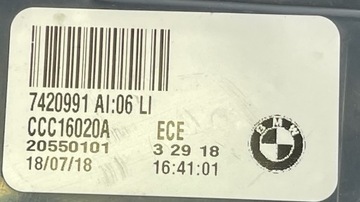 7420991 AI:06 LI
CCC16020A ECE
20550101 3 29 18
18/07/18 16:41:01
BMW